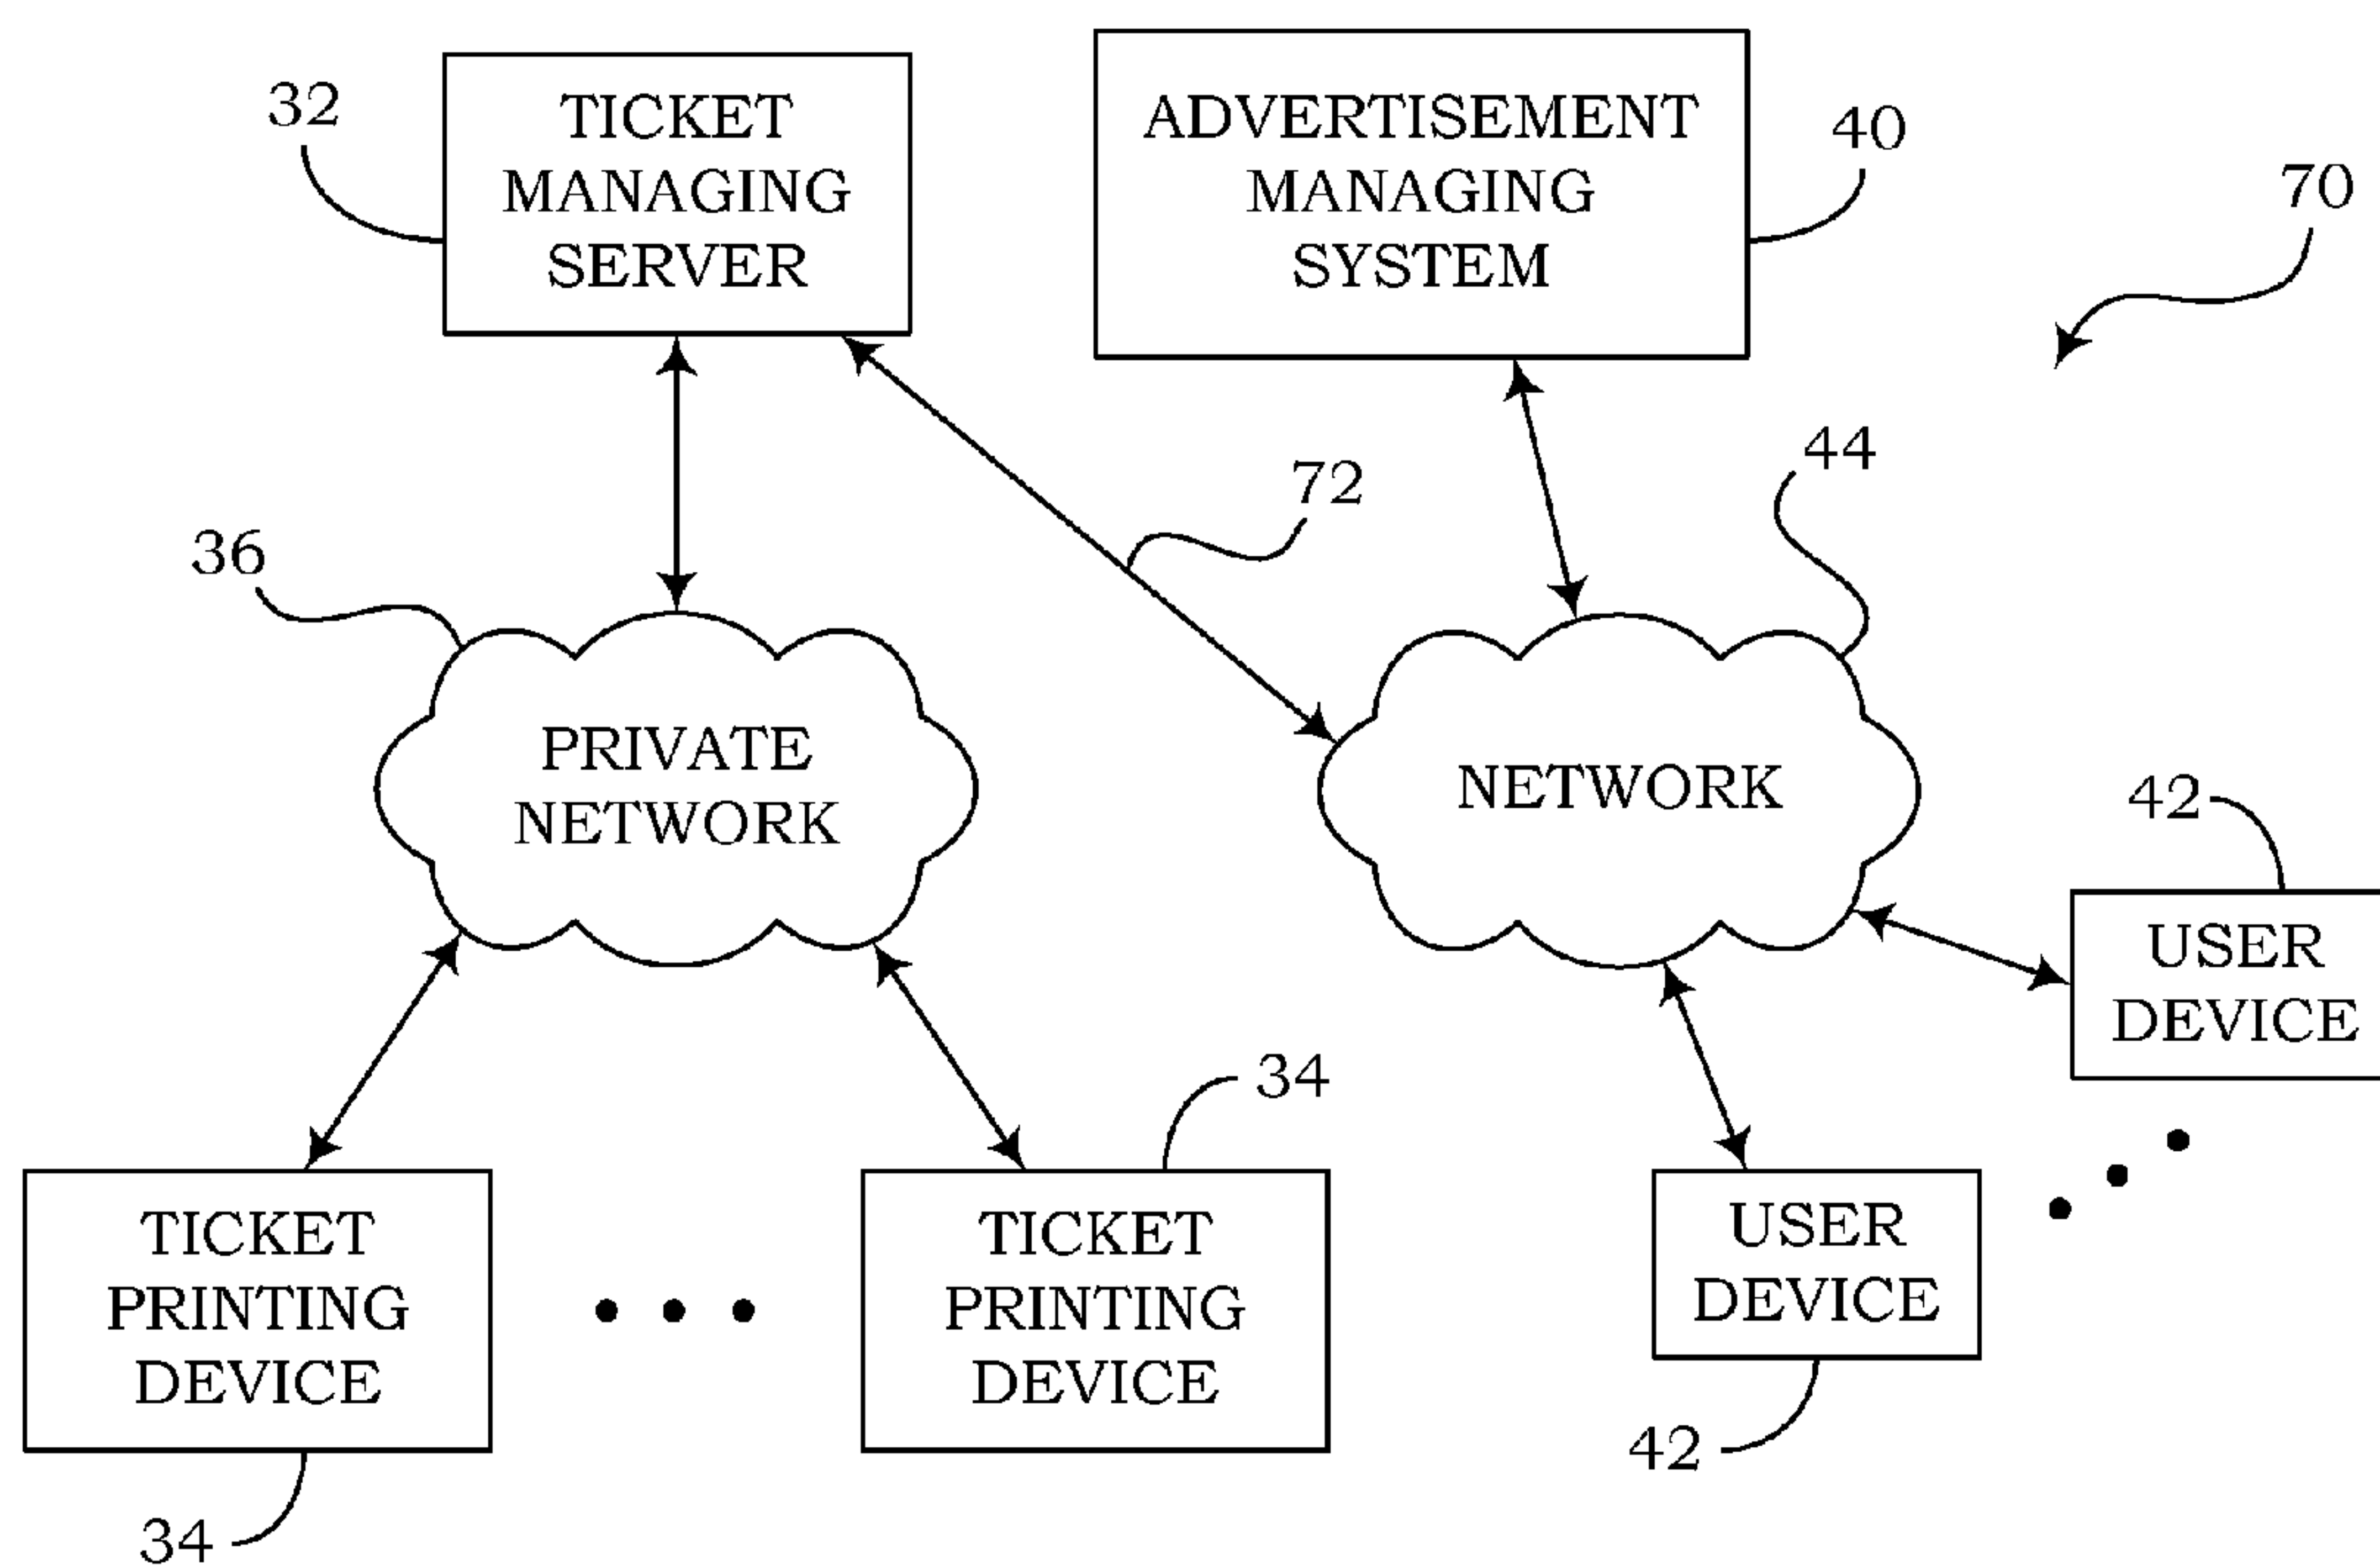 32
TICKET
MANAGING
SERVER
ADVERTISEMENT
MANAGING
SYSTEM
40
70
36
72
44
PRIVATE
NETWORK
NETWORK
42
USER
DEVICE
34
TICKET
PRINTING
DEVICE
TICKET
PRINTING
DEVICE
USER
DEVICE
42
34